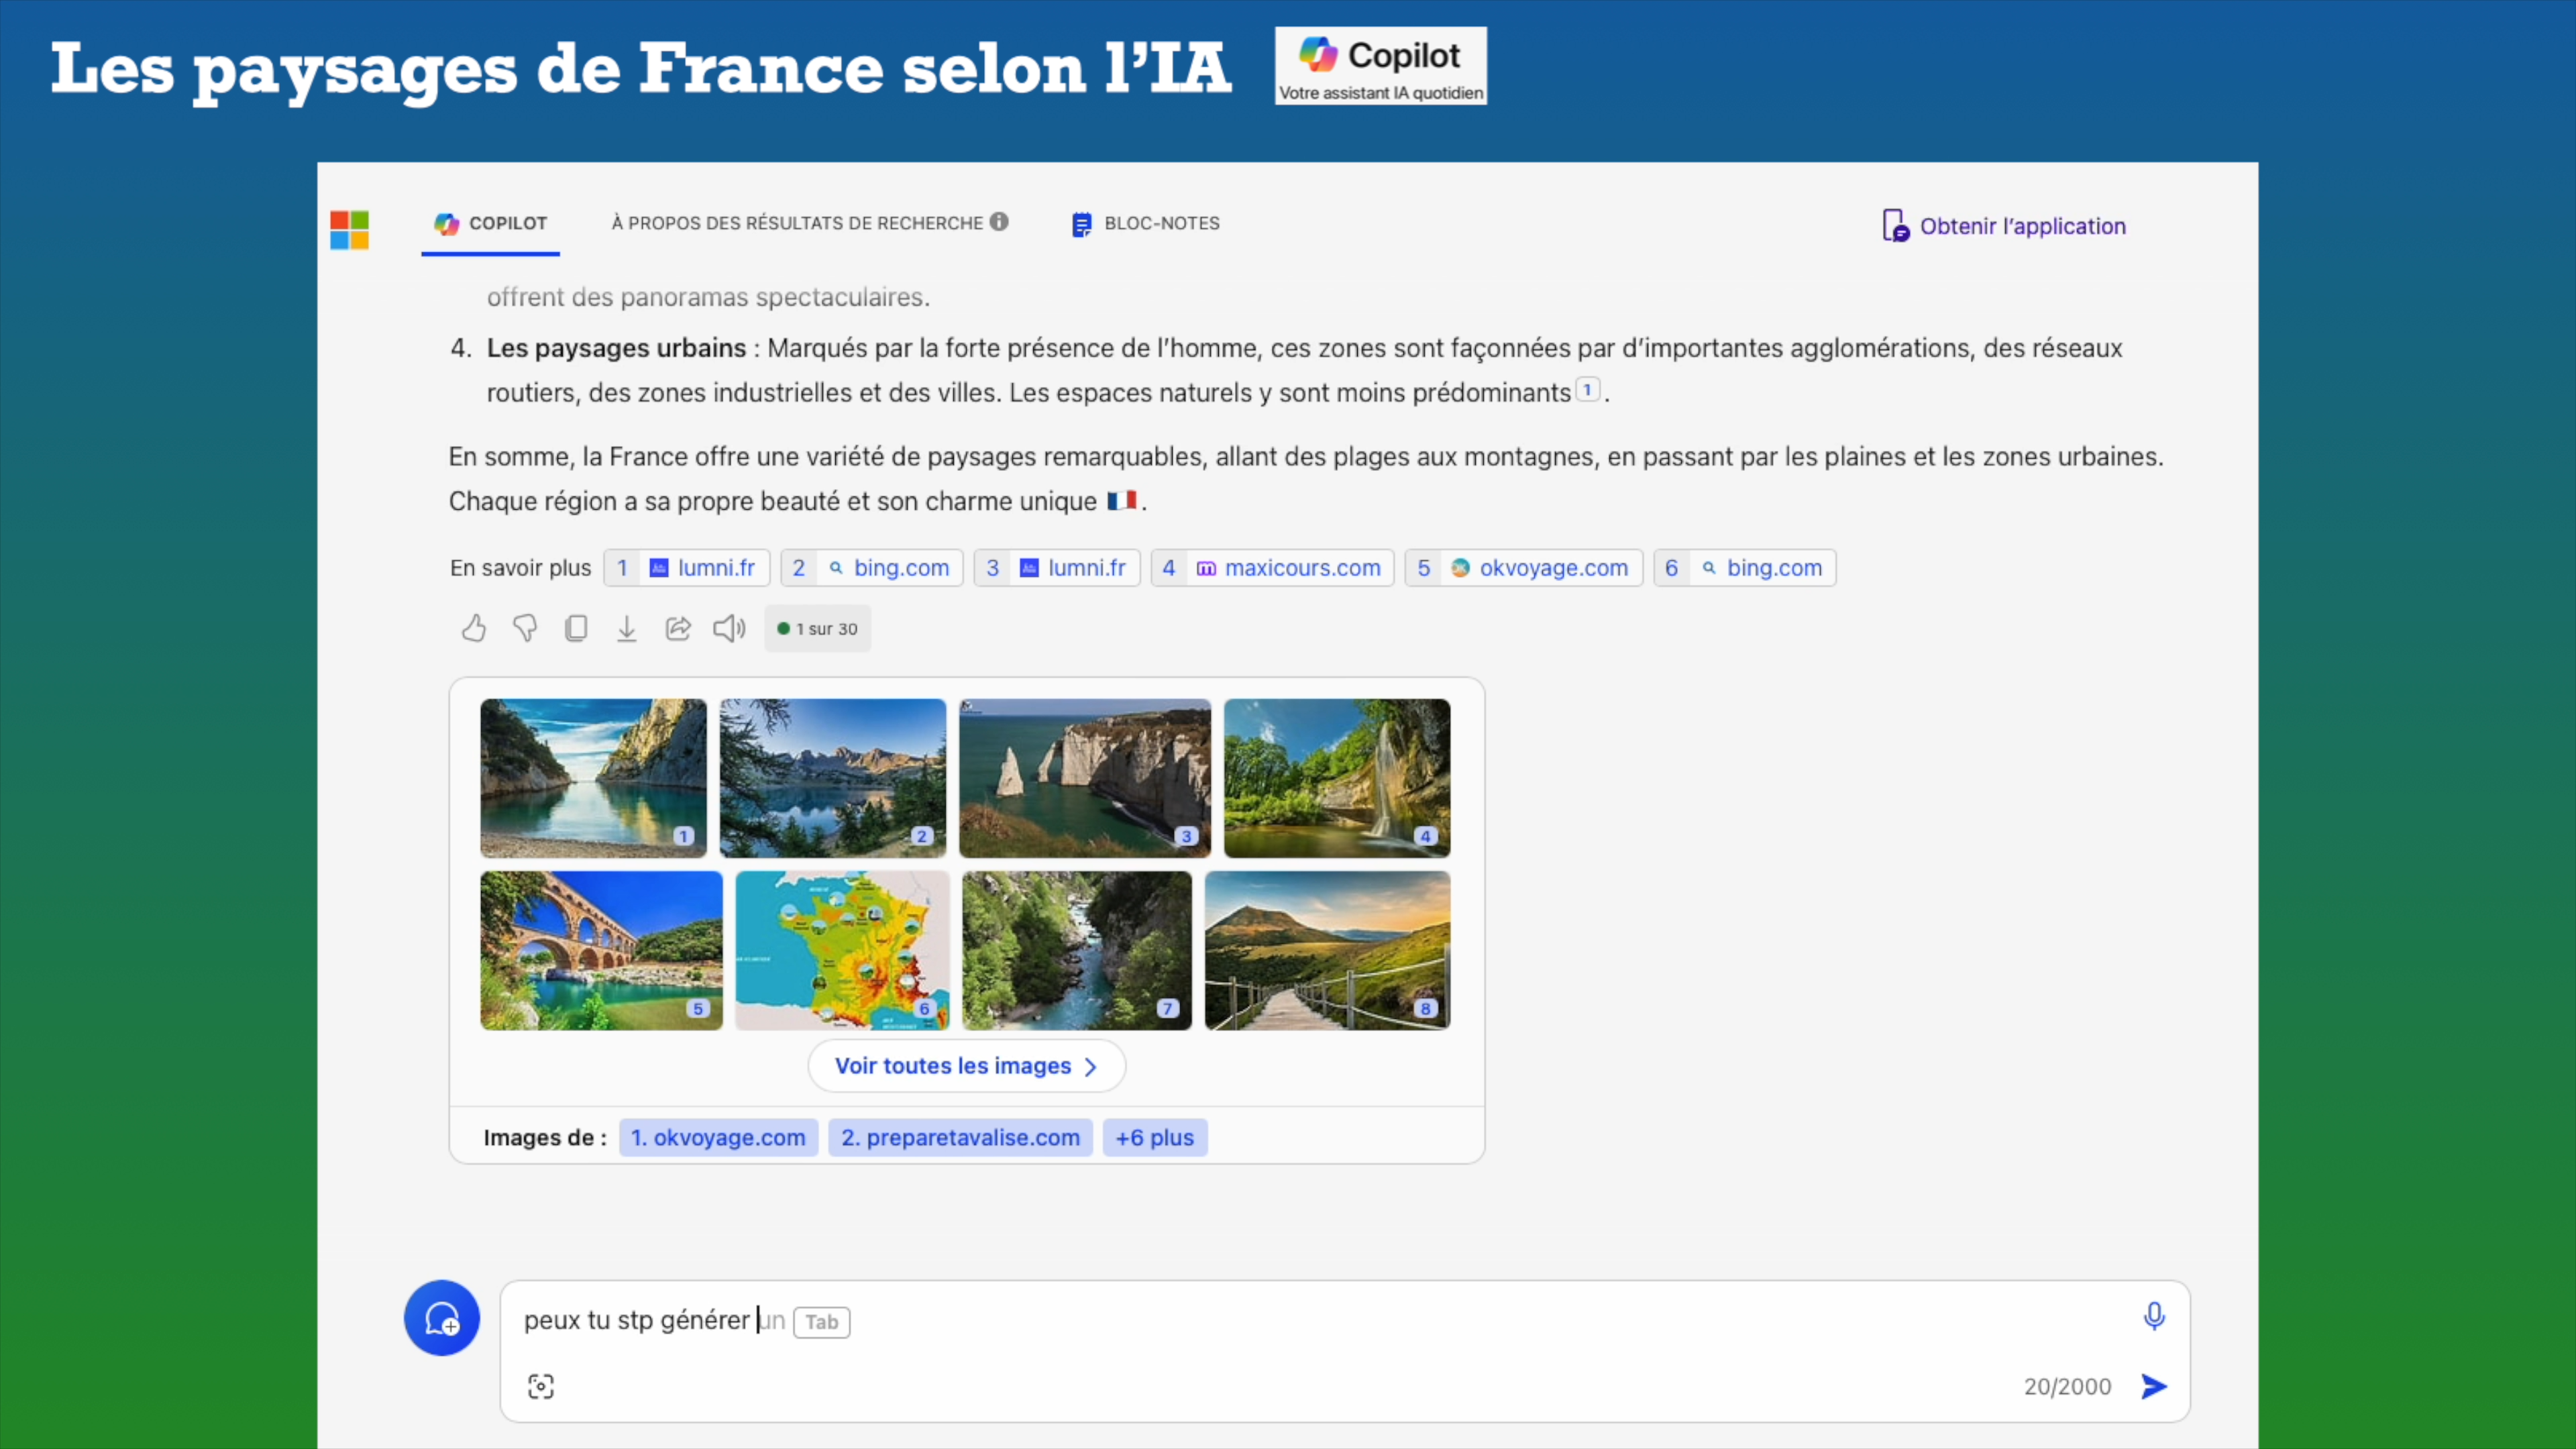 Les paysages de France selon l’IA
Copilot
Votre assistant IA quotidien
COPILOT
À PROPOS DES RÉSULTATS DE RECHERCHE
BLOC-NOTES
Obtenir l’application
offrent des panoramas spectaculaires.
4. Les paysages urbains : Marqués par la forte présence de l’homme, ces zones sont façonnées par d’importantes agglomérations, des réseaux
routiers, des zones industrielles et des villes. Les espaces naturels y sont moins prédominants 1 .
En somme, la France offre une variété de paysages remarquables, allant des plages aux montagnes, en passant par les plaines et les zones urbaines.
Chaque région a sa propre beauté et son charme unique 🇫🇷.
En savoir plus 1 lumni.fr 2 bing.com 3 lumni.fr 4 maxicours.com 5 okvoyage.com 6 bing.com
1 sur 30
1 2 3 4
5 6 7 8
Voir toutes les images
Images de : 1. okvoyage.com 2. preparetavalise.com +6 plus
peux tu stp générer un Tab
20/2000